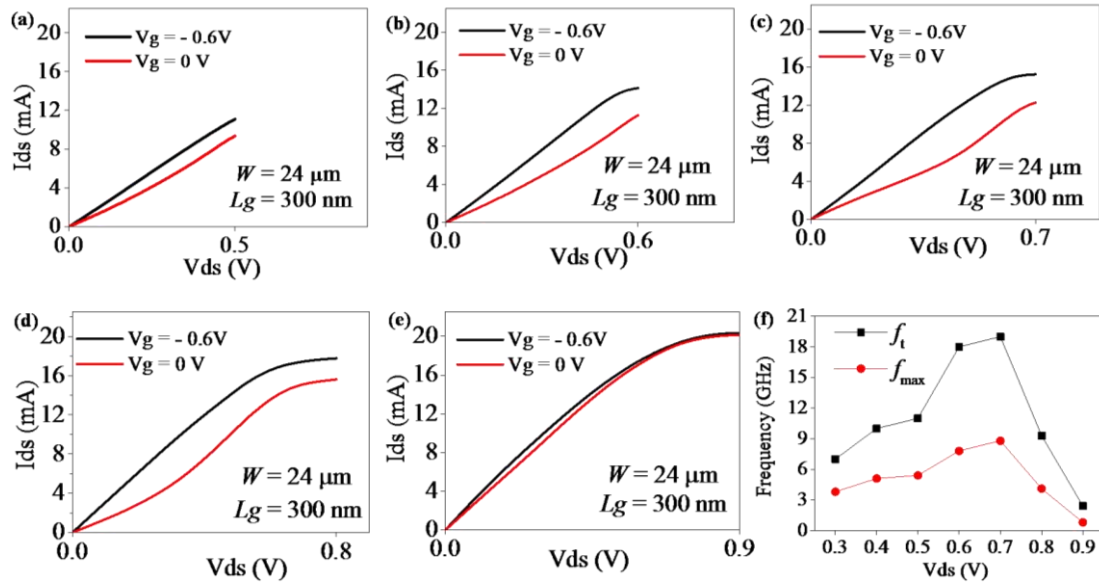 (a)
20
16
12
8
4
0
Ids (mA)
Vg = - 0.6V
Vg = 0 V
W = 24 μm
Lg = 300 nm
0.0
0.5
Vds (V)
(b)
20
16
12
8
4
0
Ids (mA)
Vg = - 0.6V
Vg = 0 V
W = 24 μm
Lg = 300 nm
0.0
0.6
Vds (V)
(c)
20
16
12
8
4
0
Ids (mA)
Vg = - 0.6V
Vg = 0 V
W = 24 μm
Lg = 300 nm
0.0
0.7
Vds (V)
(d)
20
16
12
8
4
0
Ids (mA)
Vg = - 0.6V
Vg = 0 V
W = 24 μm
Lg = 300 nm
0.0
0.8
Vds (V)
(e)
20
16
12
8
4
0
Ids (mA)
Vg = - 0.6V
Vg = 0 V
W = 24 μm
Lg = 300 nm
0.0
0.9
Vds (V)
(f)
21
18
15
12
9
6
3
0
Frequency (GHz)
ft
fmax
0.3 0.4 0.5 0.6 0.7 0.8 0.9
Vds (V)